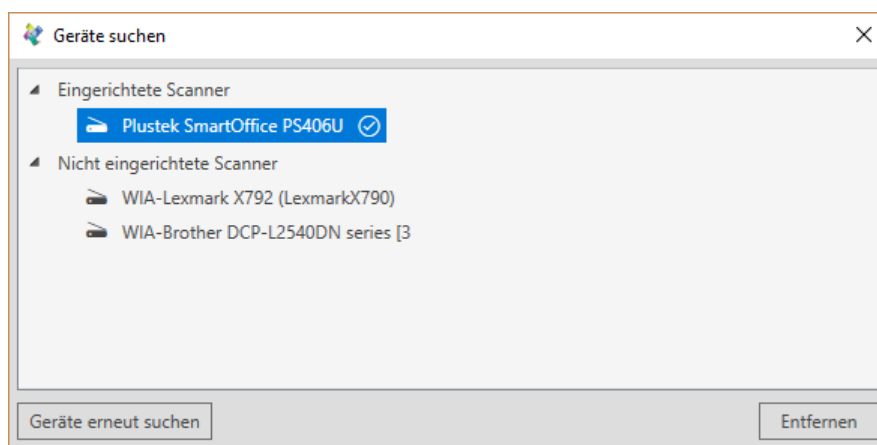 Geräte suchen
Eingerichtete Scanner
Plustek SmartOffice PS406U
Nicht eingerichtete Scanner
WIA-Lexmark X792 (LexmarkX790)
WIA-Brother DCP-L2540DN series [3
Geräte erneut suchen
Entfernen